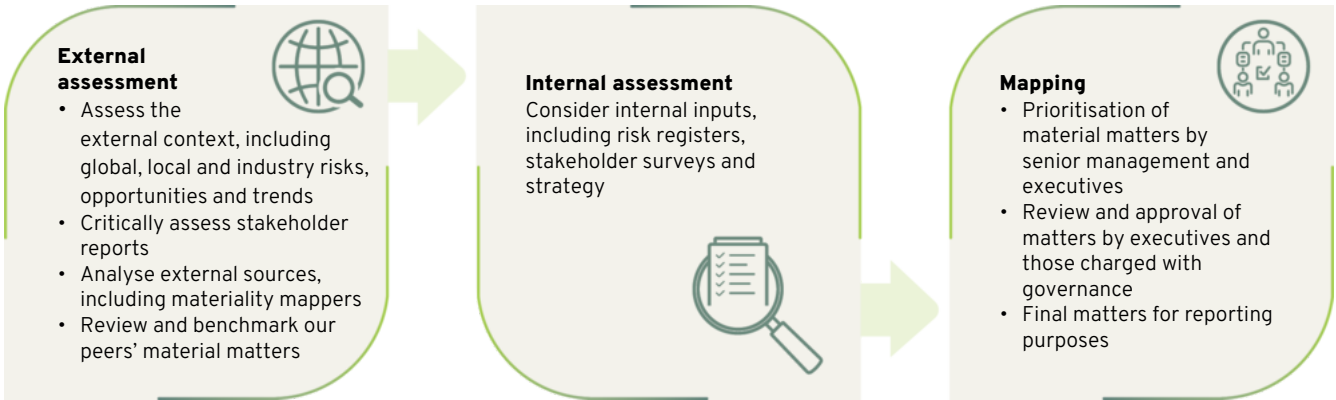 External
assessment
• Assess the
external context, including
global, local and industry risks,
opportunities and trends
• Critically assess stakeholder
reports
• Analyse external sources,
including materiality mappers
• Review and benchmark our
peers’ material matters
Internal assessment
Consider internal inputs,
including risk registers,
stakeholder surveys and
strategy
Mapping
• Prioritisation of
material matters by
senior management and
executives
• Review and approval of
matters by executives and
those charged with
governance
• Final matters for reporting
purposes